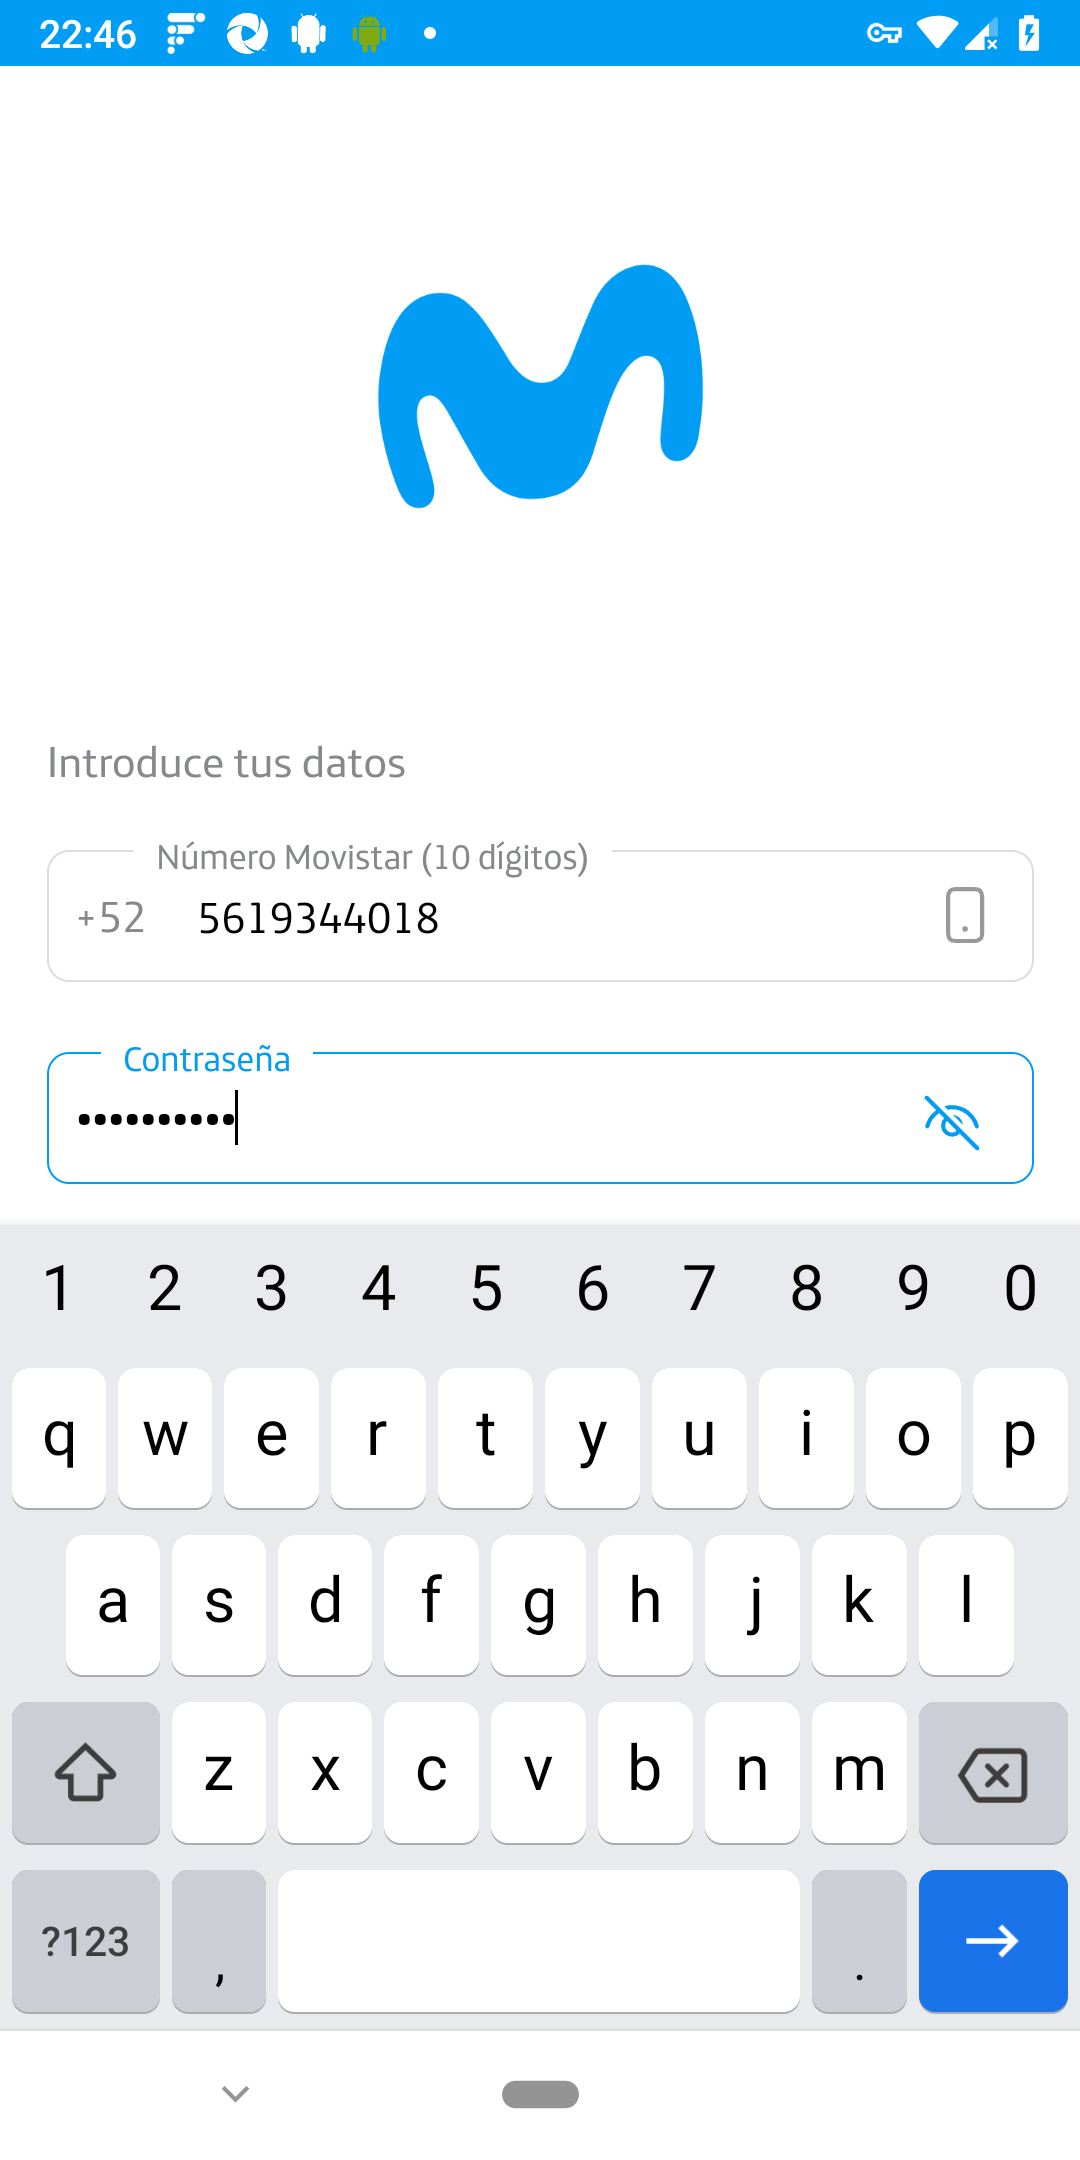 22:46
Introduce tus datos
Número Movistar (10 dígitos)
+52 5619344018
Contraseña
••••••••••
1 2 3 4 5 6 7 8 9 0
q w e r t y u i o p
a s d f g h j k l
z x c v b n m
?123 , .